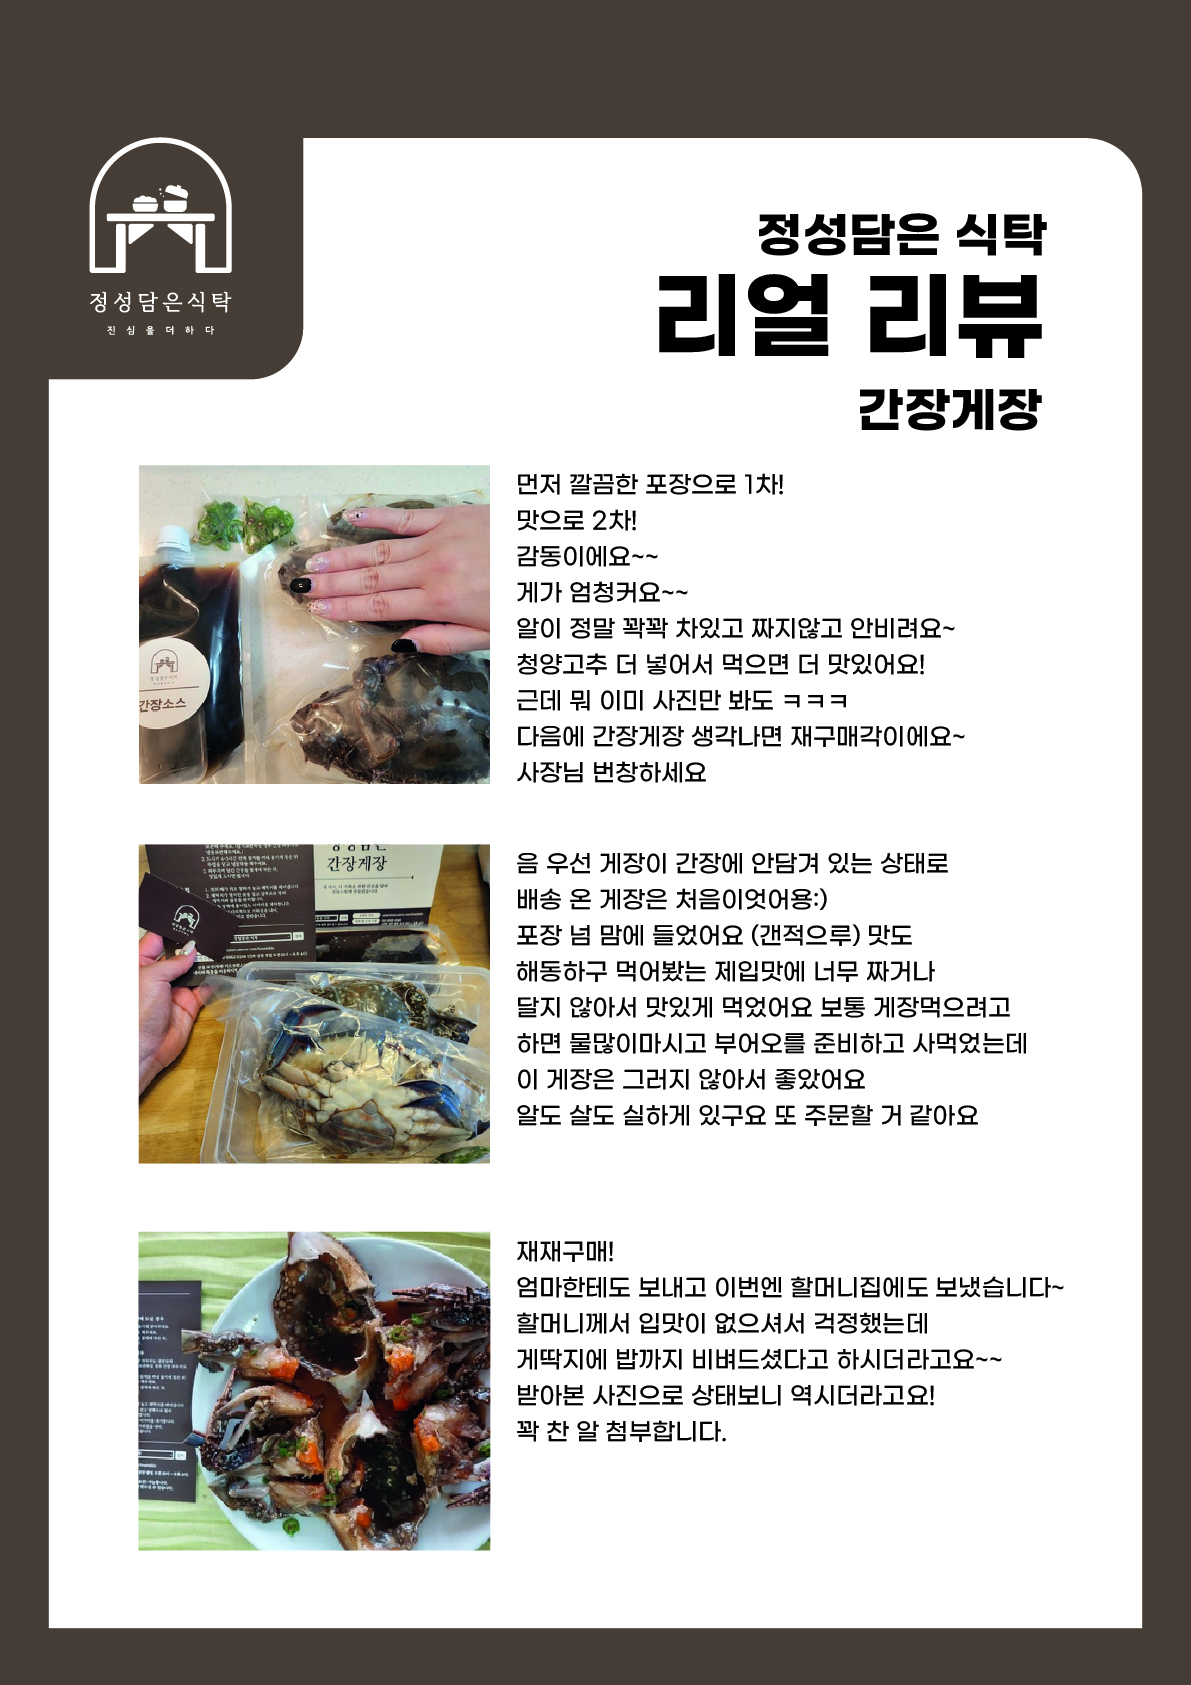 정성담은식탁
진심을더하다
정성담은 식탁
리얼 리뷰
간장게장
간장소스
먼저 깔끔한 포장으로 1차!
맛으로 2차!
감동이에요~~
게가 엄청커요~~
알이 정말 꽉꽉 차있고 짜지않고 안비려요~
청양고추 더 넣어서 먹으면 더 맛있어요!
근데 뭐 이미 사진만 봐도 ㅋㅋㅋ
다음에 간장게장 생각나면 재구매각이에요~
사장님 번창하세요
간장게장
음 우선 게장이 간장에 안담겨 있는 상태로
배송 온 게장은 처음이엇어용:)
포장 넘 맘에 들었어요 (갠적으루) 맛도
해동하구 먹어봤는 제입맛에 너무 짜거나
달지 않아서 맛있게 먹었어요 보통 게장먹으려고
하면 물많이마시고 부어오를 준비하고 사먹었는데
이 게장은 그러지 않아서 좋았어요
알도 살도 실하게 있구요 또 주문할 거 같아요
재재구매!
엄마한테도 보내고 이번엔 할머니집에도 보냈습니다~
할머니께서 입맛이 없으셔서 걱정했는데
게딱지에 밥까지 비벼드셨다고 하시더라고요~~
받아본 사진으로 상태보니 역시더라고요!
꽉 찬 알 첨부합니다.